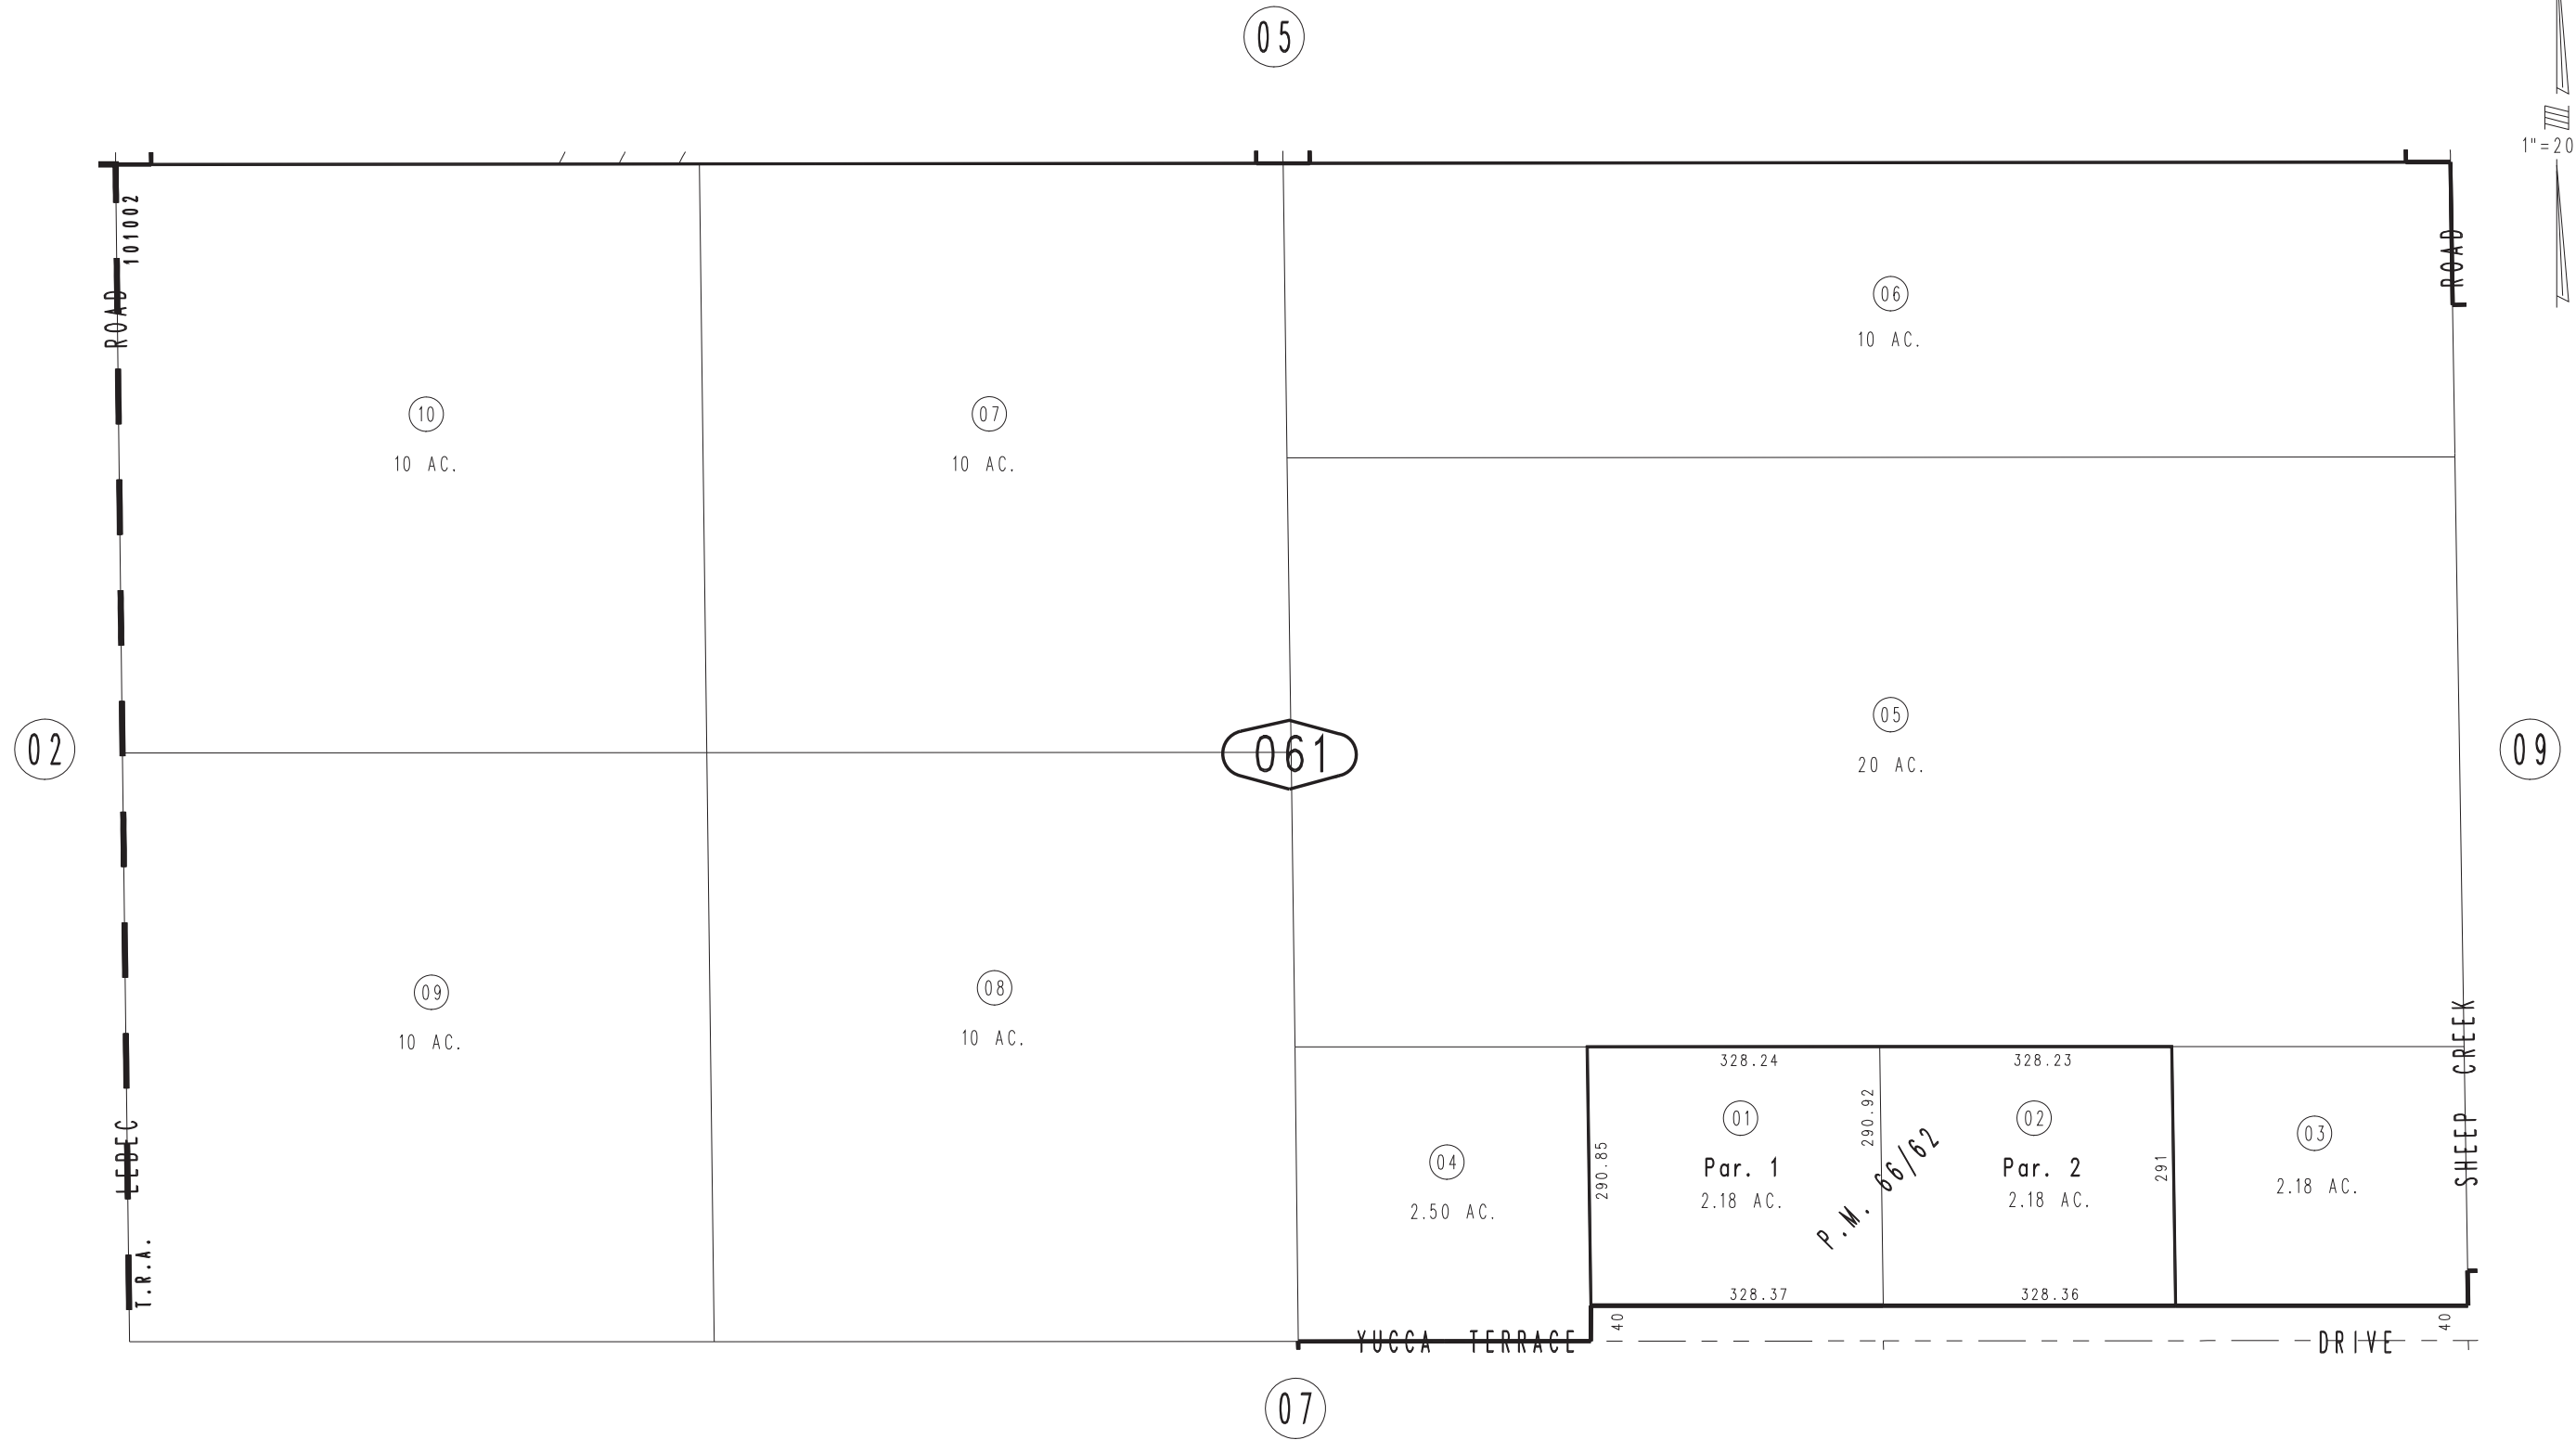 05
1"=20
101002
ROAD
ROAD
06
10 AC.
10
10 AC.
07
10 AC.
05
20 AC.
02
061
09
09
10 AC.
08
10 AC.
SHEEP CREEK
328.24
328.23
01
Par. 1
2.18 AC.
290.92
02
Par. 2
2.18 AC.
03
2.18 AC.
04
2.50 AC.
290.85
291
P.M. 66/62
LEDEC
T.R.A.
328.37
328.36
40
40
YUCCA TERRACE DRIVE
07